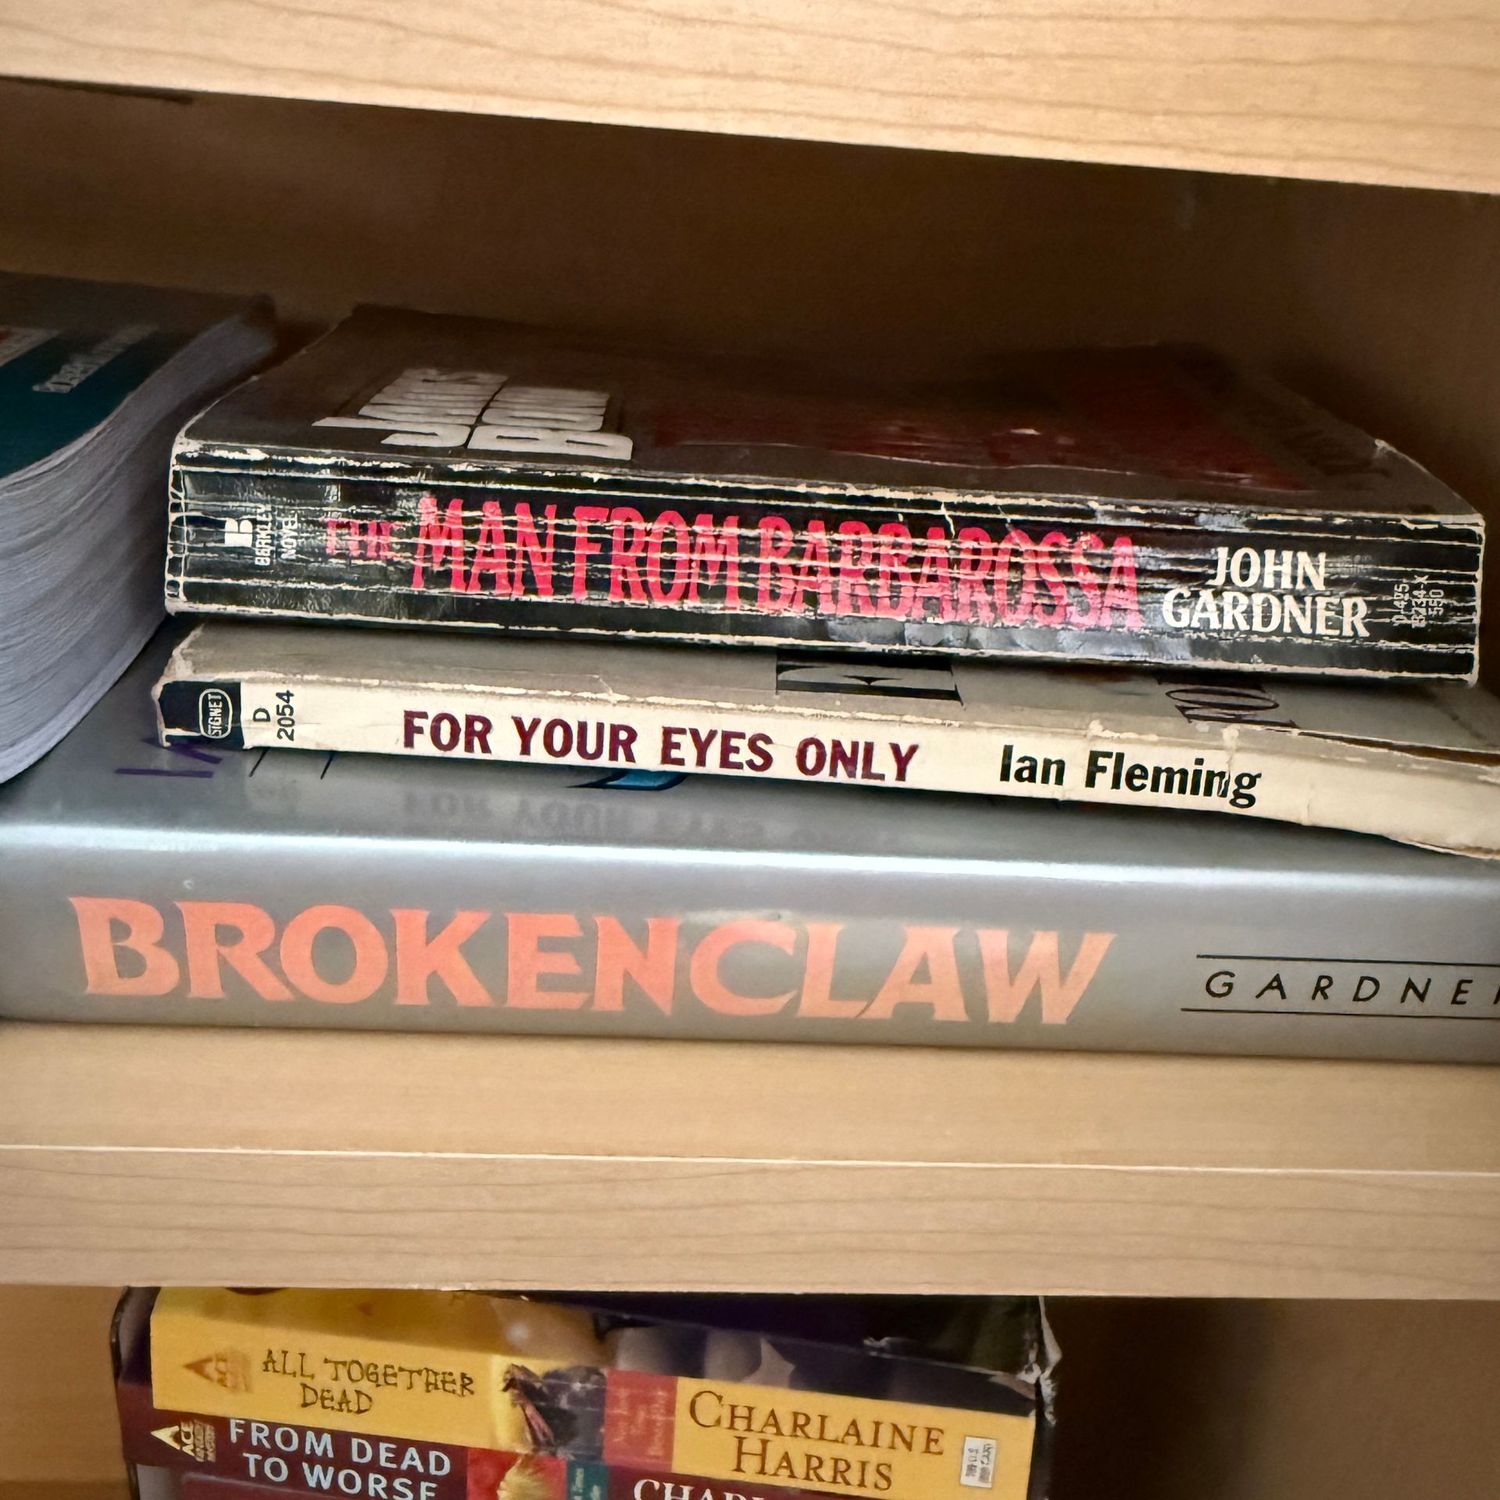 JAMES
BOND
B
BERKLEY
NOVEL
THE MAN FROM BARBAROSSA
JOHN
GARDNER
SIGNET
D
2054
FOR YOUR EYES ONLY
Ian Fleming
BROKENCLAW
GARDNER
ALL TOGETHER
DEAD
CHARLAINE
HARRIS
ACE
FROM DEAD
TO WORSE